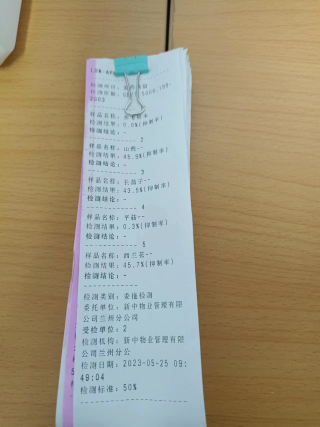 2003
检测结果: 0.0%(抑制率)
检测结论: -
2
样品名称: 山药--
检测结果: 45.9%(抑制率)
检测结论: -
3
样品名称: 长茄子--
检测结果: 43.5%(抑制率)
检测结论: -
4
样品名称: 平菇--
检测结果: 0.3%(抑制率)
检测结论: -
5
样品名称: 西兰花--
检测结果: 45.7%(抑制率)
检测结论: -
检测类别: 委托检测
委托单位: 新中物业管理有限
公司兰州分公司
受检单位: 2
检测机构: 新中物业管理有限
公司兰州分公
检测日期: 2023-05-25 09:
49:04
检测标准: 50%